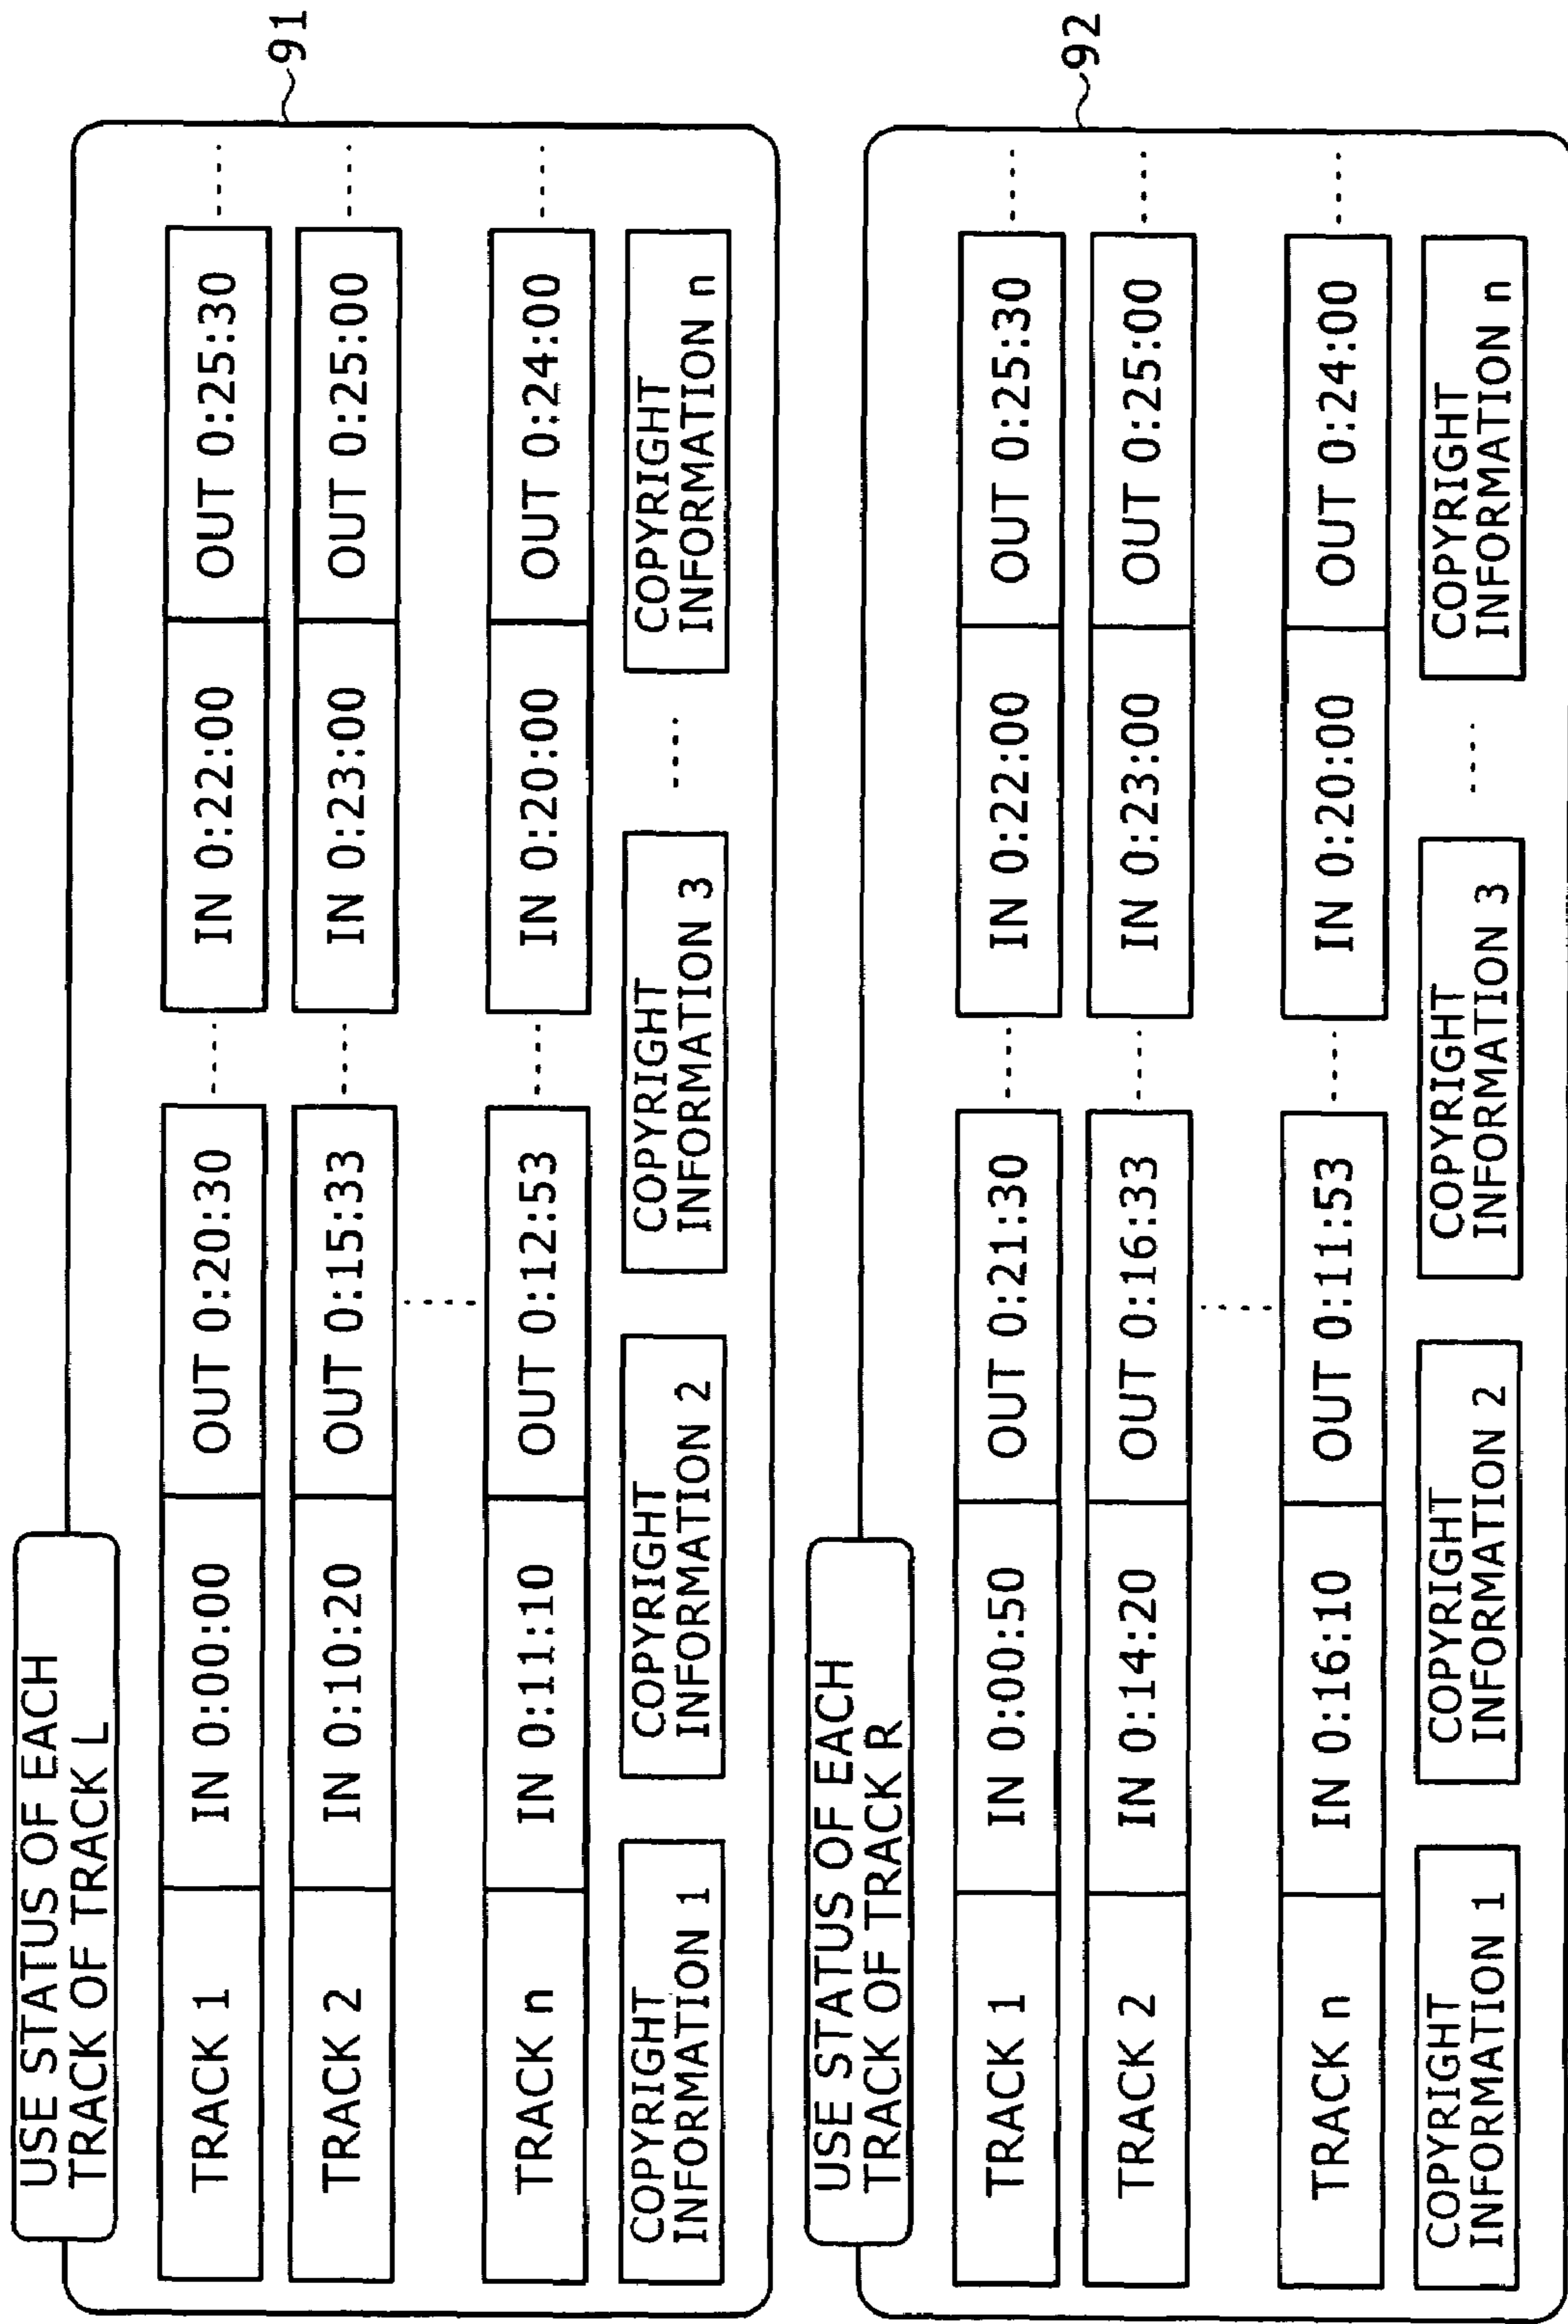 USE STATUS OF EACH
TRACK OF TRACK L
TRACK 1 IN 0:00:00 OUT 0:20:30 ---- IN 0:22:00 OUT 0:25:30 ----
TRACK 2 IN 0:10:20 OUT 0:15:33 ---- IN 0:23:00 OUT 0:25:00 ----
TRACK n IN 0:11:10 OUT 0:12:53 ---- IN 0:20:00 OUT 0:24:00 ----
COPYRIGHT
INFORMATION 1
COPYRIGHT
INFORMATION 2
COPYRIGHT
INFORMATION 3
----
COPYRIGHT
INFORMATION n
91
USE STATUS OF EACH
TRACK OF TRACK R
TRACK 1 IN 0:00:50 OUT 0:21:30 ---- IN 0:22:00 OUT 0:25:30 ----
TRACK 2 IN 0:14:20 OUT 0:16:33 ---- IN 0:23:00 OUT 0:25:00 ----
TRACK n IN 0:16:10 OUT 0:11:53 ---- IN 0:20:00 OUT 0:24:00 ----
COPYRIGHT
INFORMATION 1
COPYRIGHT
INFORMATION 2
COPYRIGHT
INFORMATION 3
----
COPYRIGHT
INFORMATION n
92